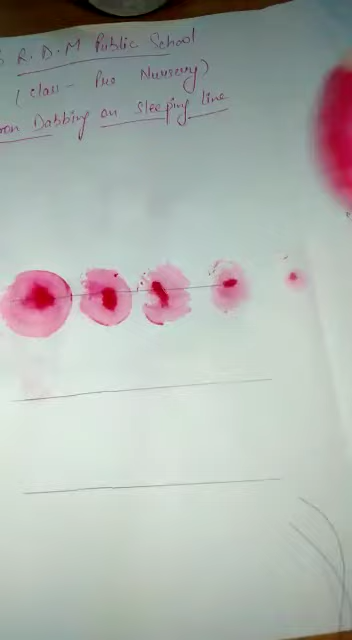 R.D.M Public School
(class - Pre Nursery)
Dabbing on Sleeping line